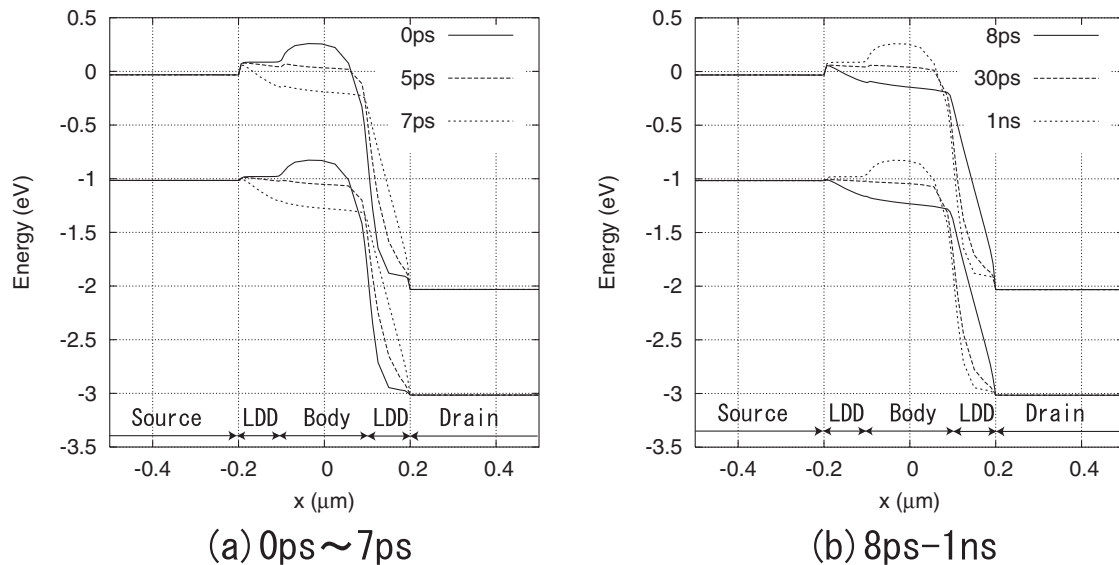 0.5
0
-0.5
-1
-1.5
-2
-2.5
-3
-3.5
Energy (eV)
0ps
5ps
7ps
Source LDD Body LDD Drain
-0.4 -0.2 0 0.2 0.4
x (μm)
(a) 0ps～7ps
0.5
0
-0.5
-1
-1.5
-2
-2.5
-3
-3.5
Energy (eV)
8ps
30ps
1ns
Source LDD Body LDD Drain
-0.4 -0.2 0 0.2 0.4
x (μm)
(b) 8ps-1ns